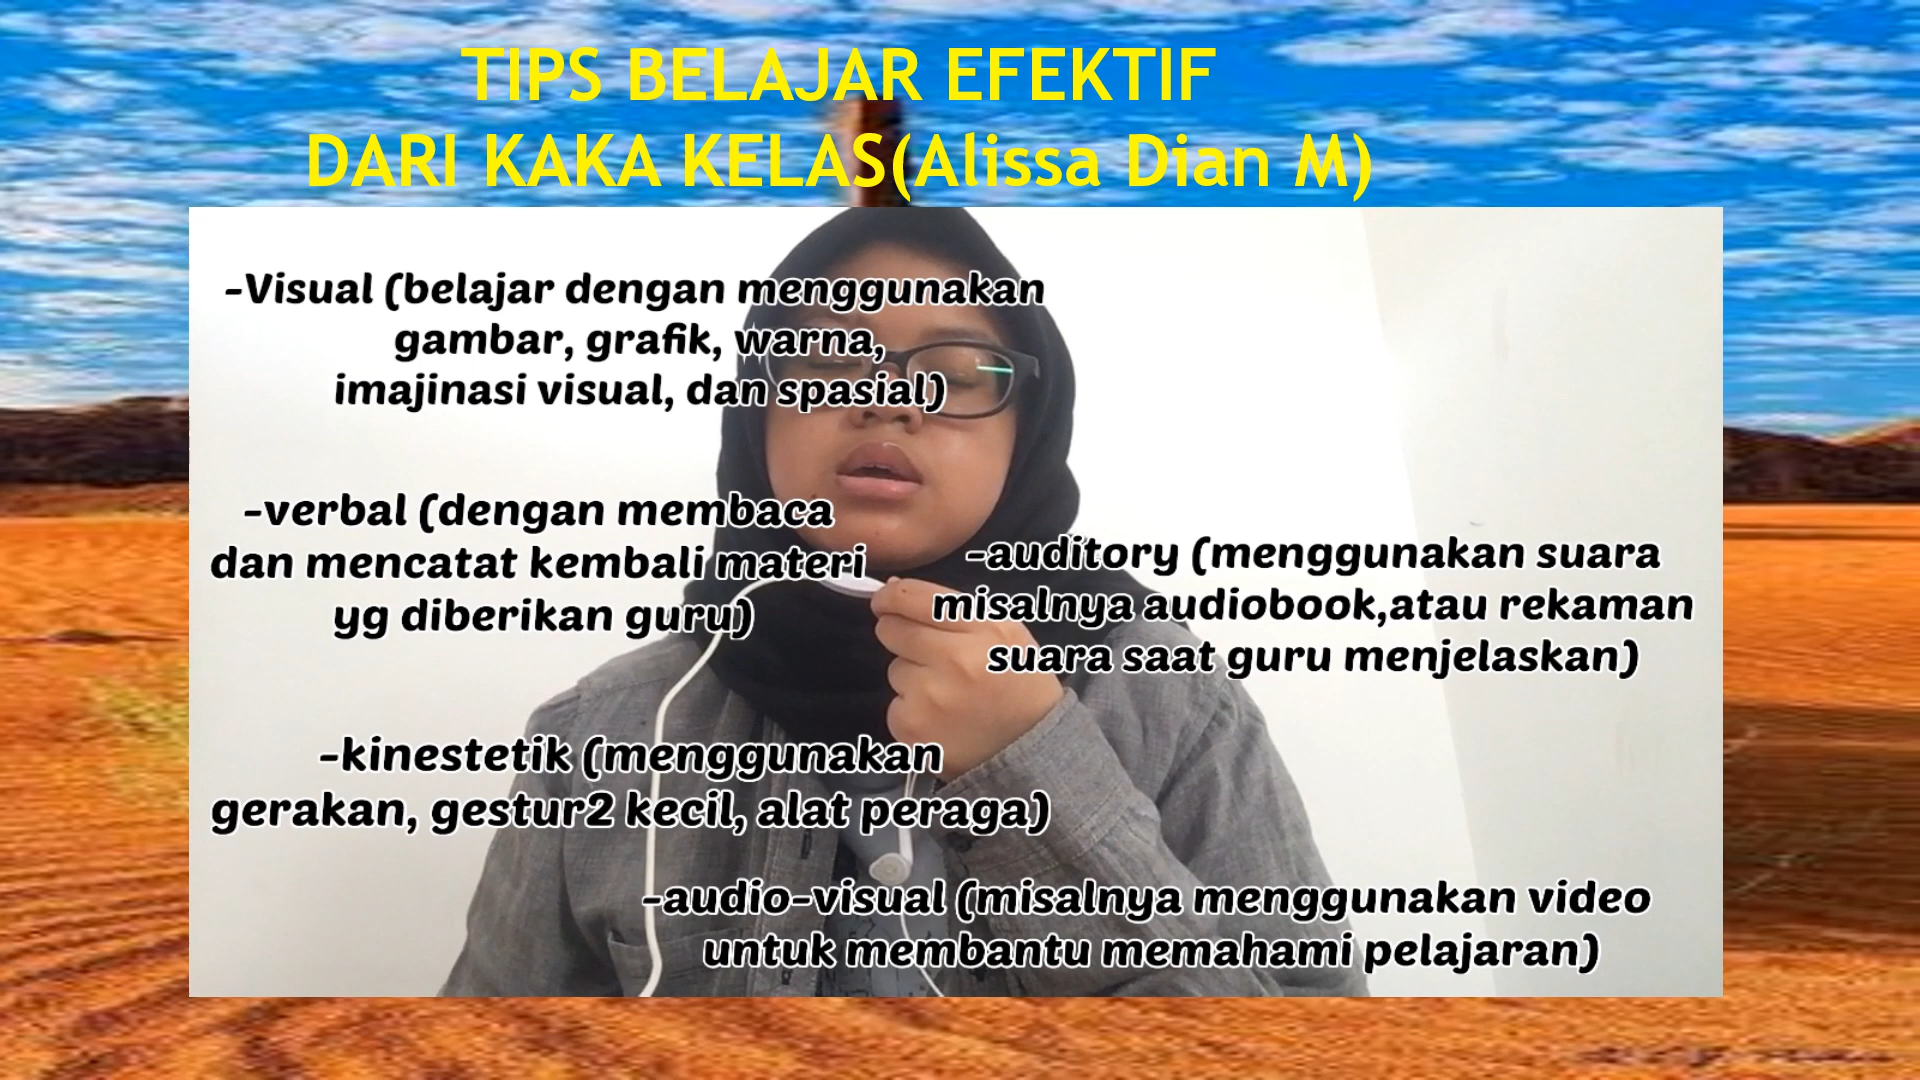 TIPS BELAJAR EFEKTIF
DARI KAKA KELAS(Alissa Dian M)
-Visual (belajar dengan menggunakan
gambar, grafik, warna,
imajinasi visual, dan spasial)
-verbal (dengan membaca
dan mencatat kembali materi
yg diberikan guru)
-auditory (menggunakan suara
misalnya audiobook,atau rekaman
suara saat guru menjelaskan)
-kinestetik (menggunakan
gerakan, gestur2 kecil, alat peraga)
-audio-visual (misalnya menggunakan video
untuk membantu memahami pelajaran)